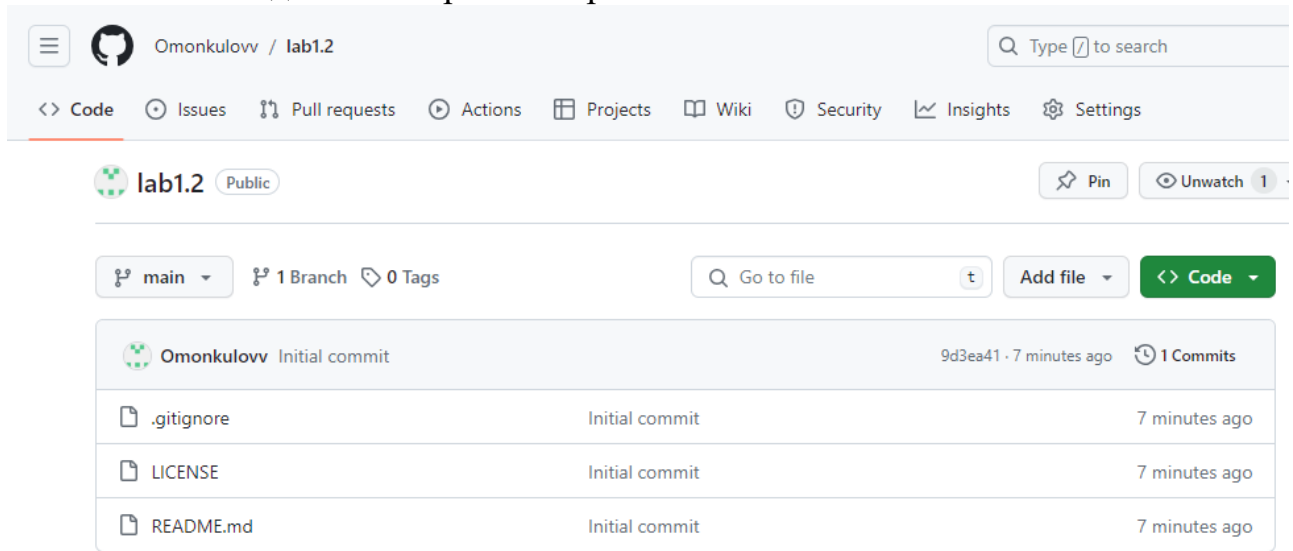 Omonkulovv / lab1.2
Type / to search
<> Code Issues Pull requests Actions Projects Wiki Security Insights Settings
lab1.2 Public
Pin Unwatch 1
main 1 Branch 0 Tags
Go to file t Add file <> Code
Omonkulovv Initial commit 9d3ea41 · 7 minutes ago 1 Commits
.gitignore Initial commit 7 minutes ago
LICENSE Initial commit 7 minutes ago
README.md Initial commit 7 minutes ago